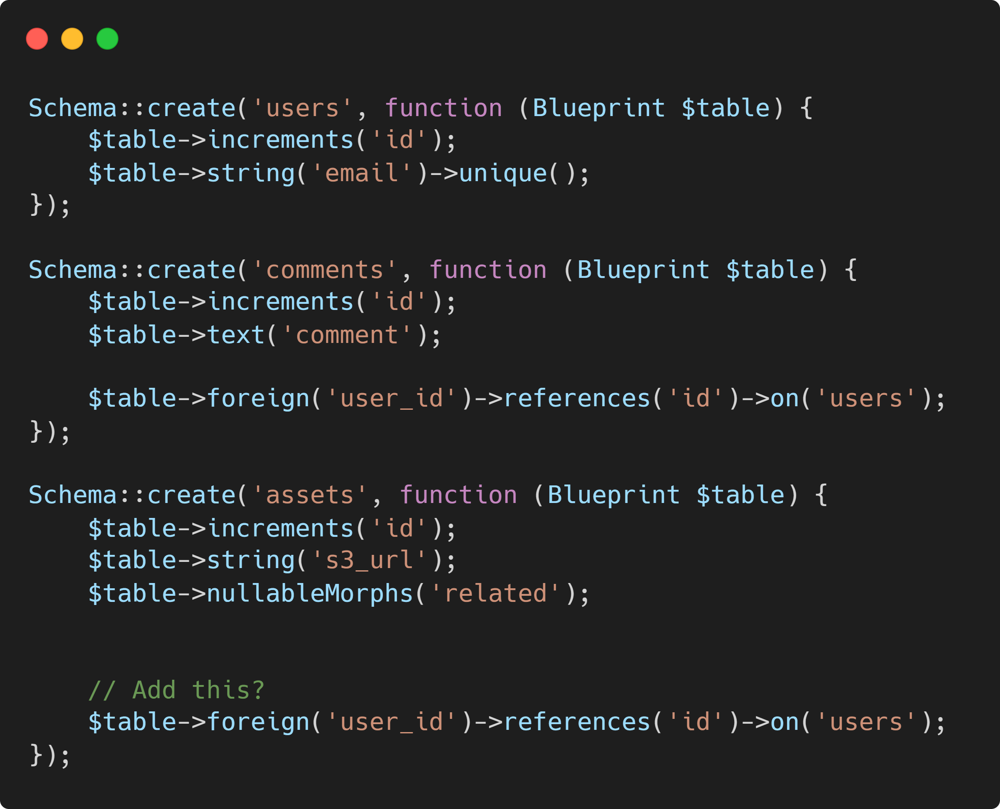 Schema::create('users', function (Blueprint $table) {
    $table->increments('id');
    $table->string('email')->unique();
});

Schema::create('comments', function (Blueprint $table) {
    $table->increments('id');
    $table->text('comment');

    $table->foreign('user_id')->references('id')->on('users');
});

Schema::create('assets', function (Blueprint $table) {
    $table->increments('id');
    $table->string('s3_url');
    $table->nullableMorphs('related');


    // Add this?
    $table->foreign('user_id')->references('id')->on('users');
});